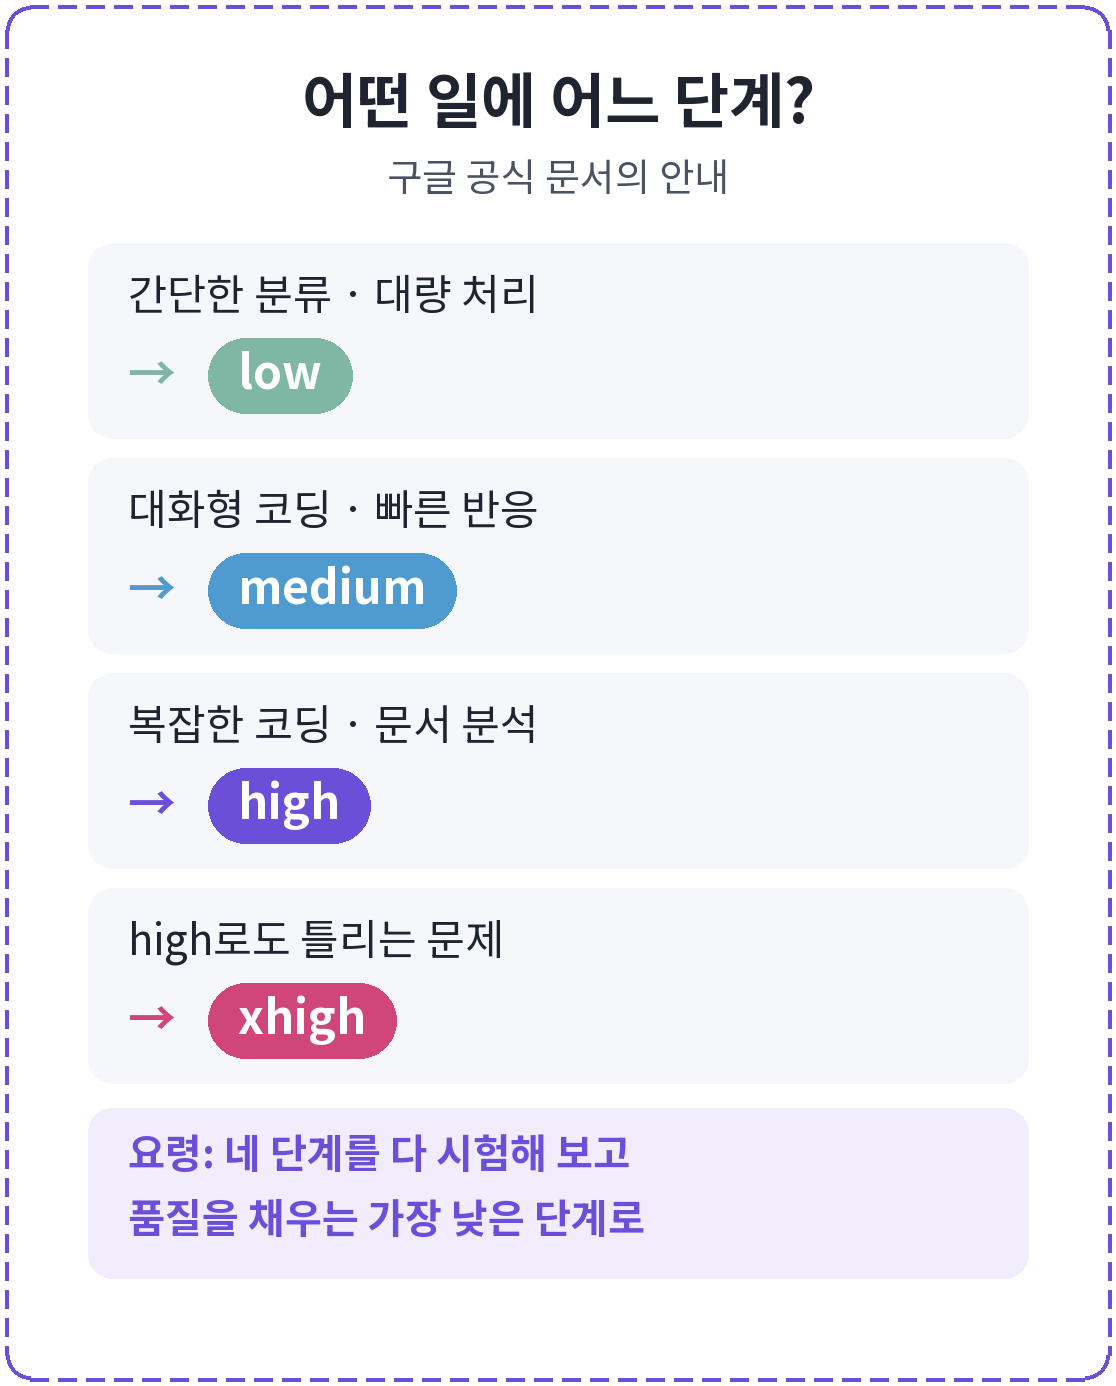 어떤 일에 어느 단계?
구글 공식 문서의 안내
간단한 분류 · 대량 처리
→ low
대화형 코딩 · 빠른 반응
→ medium
복잡한 코딩 · 문서 분석
→ high
high로도 틀리는 문제
→ xhigh
요령: 네 단계를 다 시험해 보고
품질을 채우는 가장 낮은 단계로